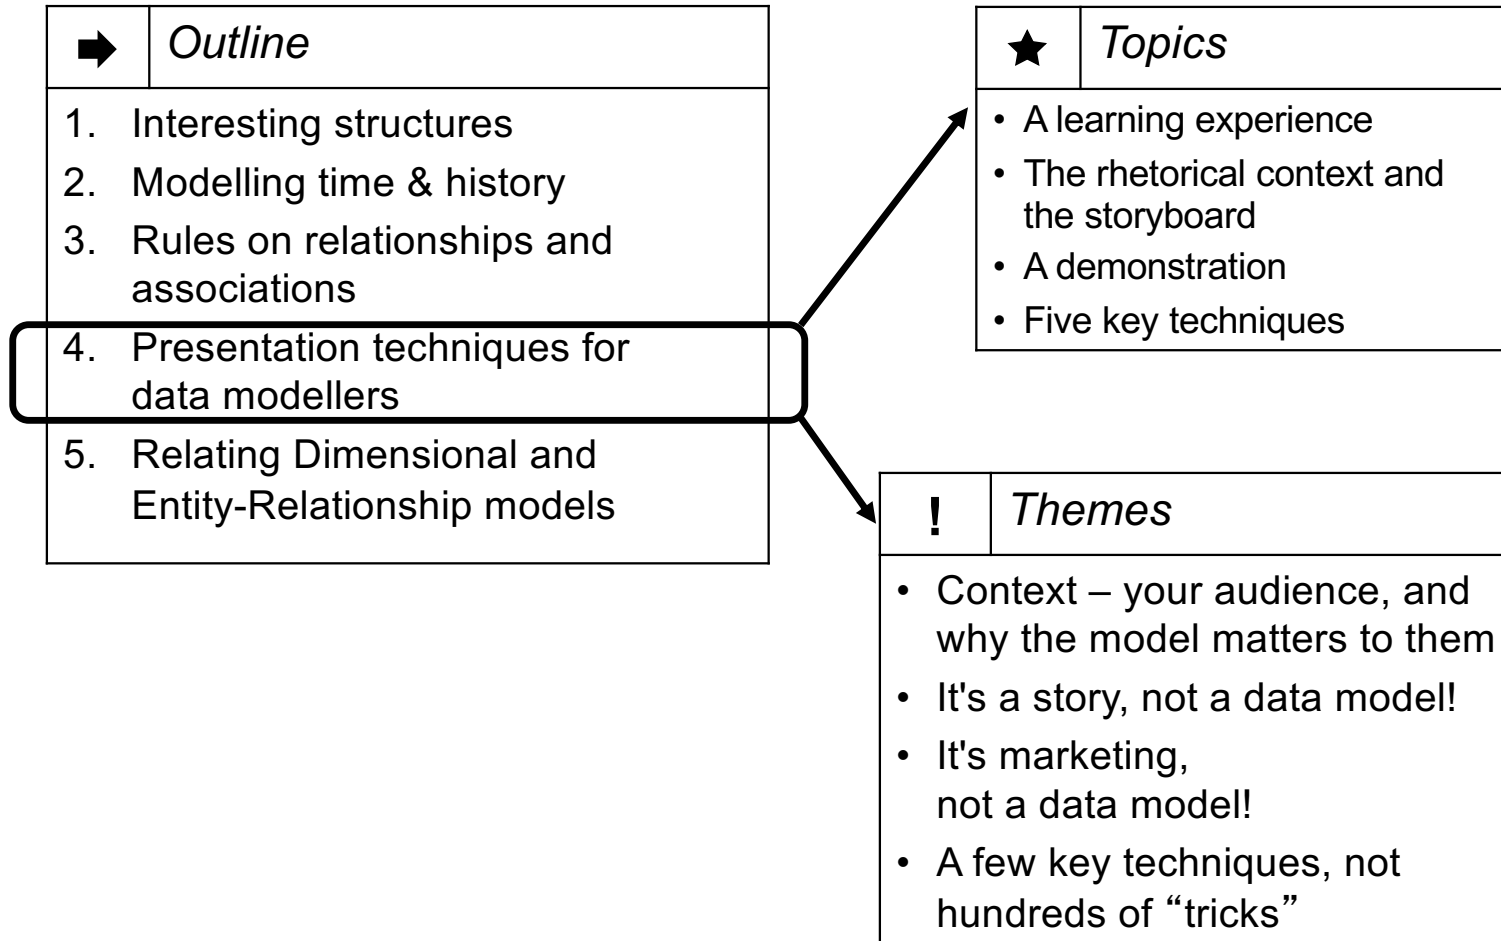 Outline
1. Interesting structures
2. Modelling time & history
3. Rules on relationships and
associations
4. Presentation techniques for
data modellers
5. Relating Dimensional and
Entity-Relationship models
Topics
• A learning experience
• The rhetorical context and
the storyboard
• A demonstration
• Five key techniques
! Themes
• Context – your audience, and
why the model matters to them
• It's a story, not a data model!
• It's marketing,
not a data model!
• A few key techniques, not
hundreds of “tricks”